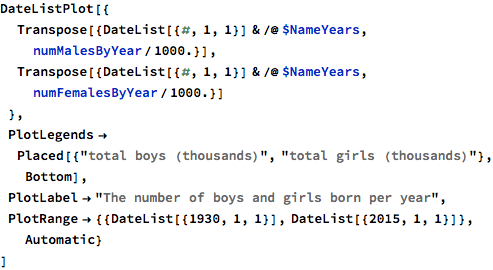 DateListPlot[{
Transpose[{DateList[{#, 1, 1}] & /@ $NameYears,
numMalesByYear / 1000.}],
Transpose[{DateList[{#, 1, 1}] & /@ $NameYears,
numFemalesByYear / 1000.}]
},
PlotLegends →
Placed[{"total boys (thousands)", "total girls (thousands)"},
Bottom],
PlotLabel → "The number of boys and girls born per year",
PlotRange → {{DateList[{1930, 1, 1}], DateList[{2015, 1, 1}]},
Automatic}
]